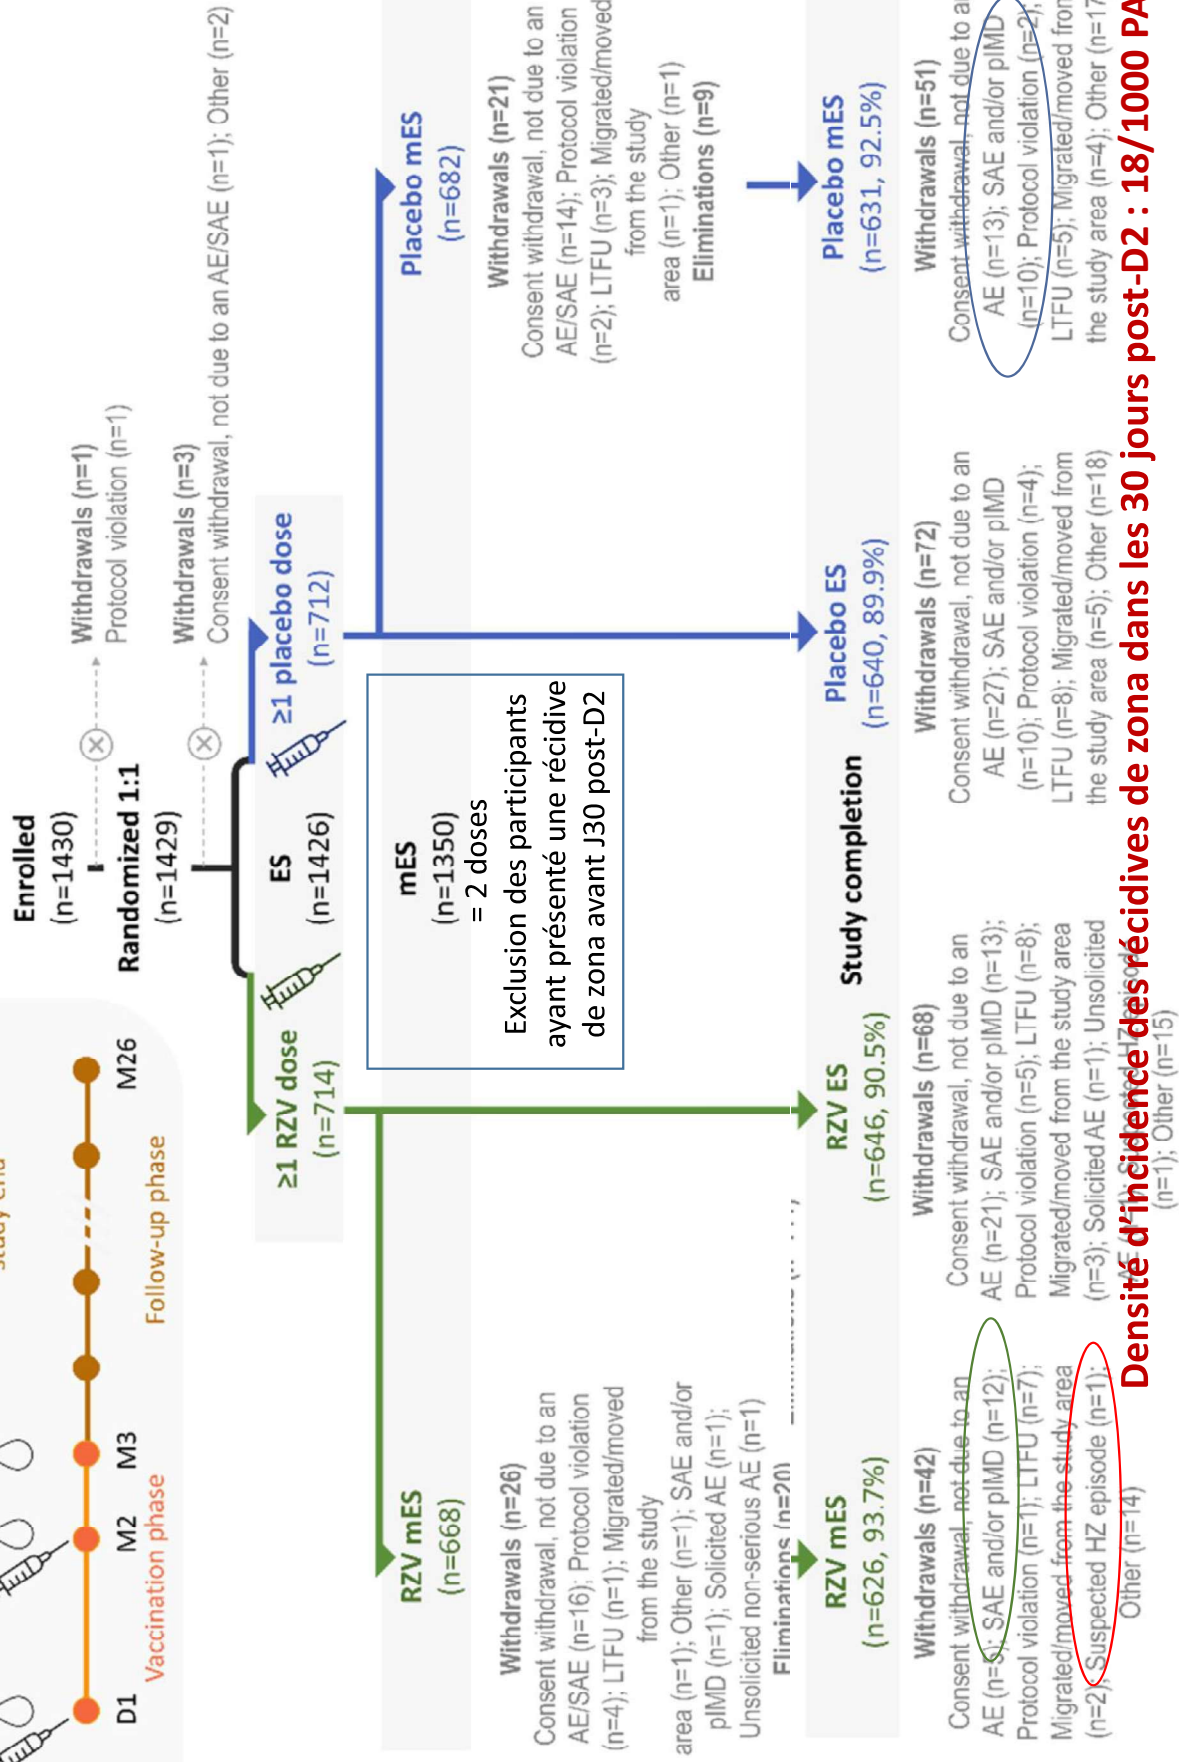 study end
D1
M2
M3
M26
Vaccination phase
Follow-up phase
Enrolled
(n=1430)
Withdrawals (n=1)
Protocol violation (n=1)
Randomized 1:1
(n=1429)
Withdrawals (n=3)
Consent withdrawal, not due to an AE/SAE (n=1); Other (n=2)
≥1 RZV dose
(n=714)
ES
(n=1426)
≥1 placebo dose
(n=712)
RZV mES
(n=668)
mES
(n=1350)
= 2 doses
Exclusion des participants
ayant présenté une récidive
de zona avant J30 post-D2
Placebo mES
(n=682)
Withdrawals (n=26)
Consent withdrawal, not due to an
AE/SAE (n=16); Protocol violation
(n=4); LTFU (n=1); Migrated/moved
from the study
area (n=1); Other (n=1); SAE and/or
pIMD (n=1); Solicited AE (n=1);
Unsolicited non-serious AE (n=1)
Eliminations (n=20)
Withdrawals (n=21)
Consent withdrawal, not due to an
AE/SAE (n=14); Protocol violation
(n=2); LTFU (n=3); Migrated/moved
from the study
area (n=1); Other (n=1)
Eliminations (n=9)
RZV mES
(n=626, 93.7%)
RZV ES
(n=646, 90.5%)
Study completion
Placebo ES
(n=640, 89.9%)
Placebo mES
(n=631, 92.5%)
Withdrawals (n=42)
Consent withdrawal, not due to an
AE (n=5); SAE and/or pIMD (n=12);
Protocol violation (n=1); LTFU (n=7);
Migrated/moved from the study area
(n=2); Suspected HZ episode (n=1);
Other (n=14)
Withdrawals (n=68)
Consent withdrawal, not due to an
AE (n=21); SAE and/or pIMD (n=13);
Protocol violation (n=5); LTFU (n=8);
Migrated/moved from the study area
(n=3); Solicited AE (n=1); Unsolicited
AE (n=1); Suspected HZ episode
(n=1); Other (n=15)
Withdrawals (n=72)
Consent withdrawal, not due to an
AE (n=27); SAE and/or pIMD
(n=10); Protocol violation (n=4);
LTFU (n=8); Migrated/moved from
the study area (n=5); Other (n=18)
Withdrawals (n=51)
Consent withdrawal, not due to
AE (n=13); SAE and/or pIMD
(n=10); Protocol violation (n=2);
LTFU (n=5); Migrated/moved from
the study area (n=4); Other (n=17
Densité d'incidence des récidives de zona dans les 30 jours post-D2 : 18/1000 PA